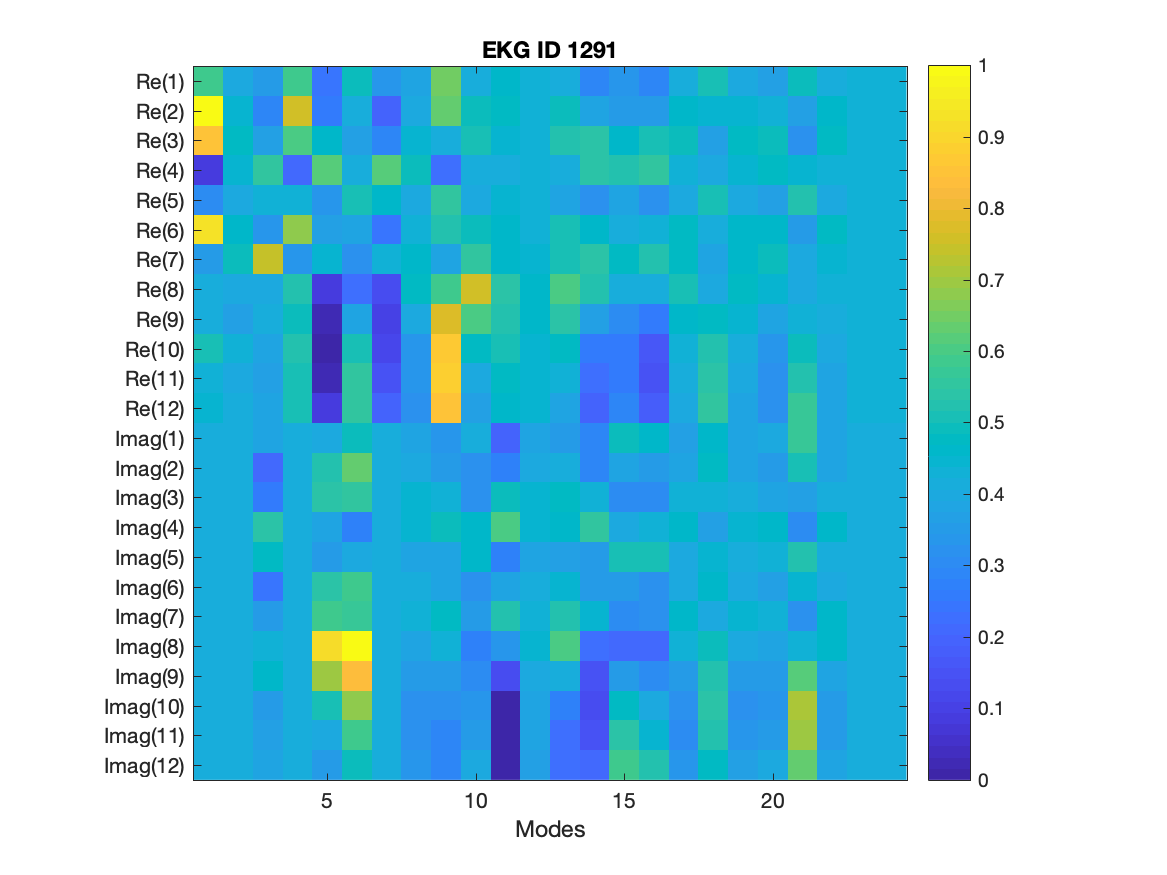 EKG ID 1291
Re(1)
Re(2)
Re(3)
Re(4)
Re(5)
Re(6)
Re(7)
Re(8)
Re(9)
Re(10)
Re(11)
Re(12)
Imag(1)
Imag(2)
Imag(3)
Imag(4)
Imag(5)
Imag(6)
Imag(7)
Imag(8)
Imag(9)
Imag(10)
Imag(11)
Imag(12)
5 10 15 20
Modes
1
0.9
0.8
0.7
0.6
0.5
0.4
0.3
0.2
0.1
0